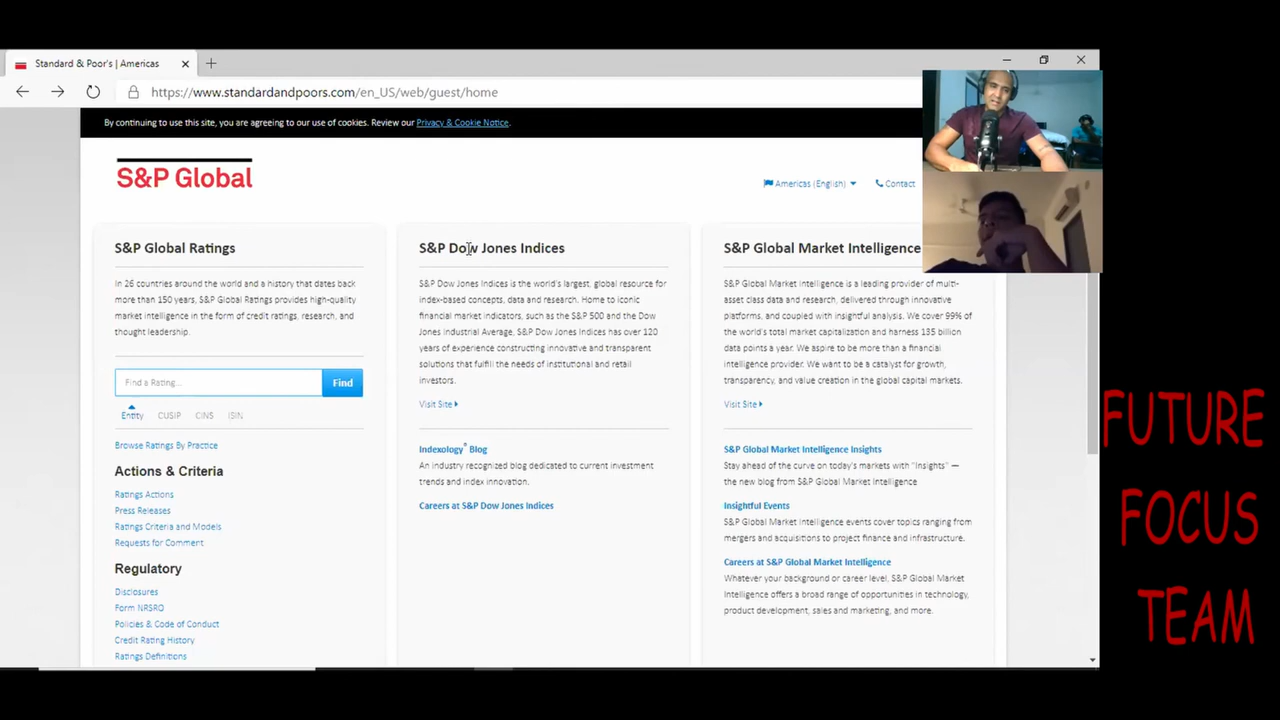 Standard & Poor's | Americas
https://www.standardandpoors.com/en_US/web/guest/home
By continuing to use this site, you are agreeing to our use of cookies. Review our Privacy & Cookie Notice.
S&P Global
Americas (English)
Contact
S&P Global Ratings
In 26 countries around the world and a history that dates back
more than 150 years, S&P Global Ratings provides high-quality
market intelligence in the form of credit ratings, research, and
thought leadership.
Find a Rating...
Find
Entity CUSIP CINS ISIN
Browse Ratings By Practice
Actions & Criteria
Ratings Actions
Press Releases
Ratings Criteria and Models
Requests for Comment
Regulatory
Disclosures
Form NRSRO
Policies & Code of Conduct
Credit Rating History
Ratings Definitions
S&P Dow Jones Indices
S&P Dow Jones Indices is the world's largest, global resource for
index-based concepts, data and research. Home to iconic
financial market indicators, such as the S&P 500 and the Dow
Jones Industrial Average, S&P Dow Jones Indices has over 120
years of experience constructing innovative and transparent
solutions that fulfill the needs of institutional and retail
investors.
Visit Site
Indexology® Blog
An industry recognized blog dedicated to current investment
trends and index innovation.
Careers at S&P Dow Jones Indices
S&P Global Market Intelligence
S&P Global Market Intelligence is a leading provider of multi-
asset class data and research, delivered through innovative
platforms, and coupled with insightful analysis. We cover 99% of
the world's total market capitalization and harness 135 billion
data points a year. We aspire to be more than a financial
intelligence provider. We want to be a catalyst for growth,
transparency, and value creation in the global capital markets.
Visit Site
S&P Global Market Intelligence Insights
Stay ahead of the curve on today's markets with "Insights" —
the new blog from S&P Global Market Intelligence
Insightful Events
S&P Global Market Intelligence events cover topics ranging from
mergers and acquisitions to project finance and infrastructure.
Careers at S&P Global Market Intelligence
Whatever your background or career level, S&P Global Market
Intelligence offers a broad range of opportunities in technology,
product development, sales and marketing, and more.
FUTURE
FOCUS
TEAM